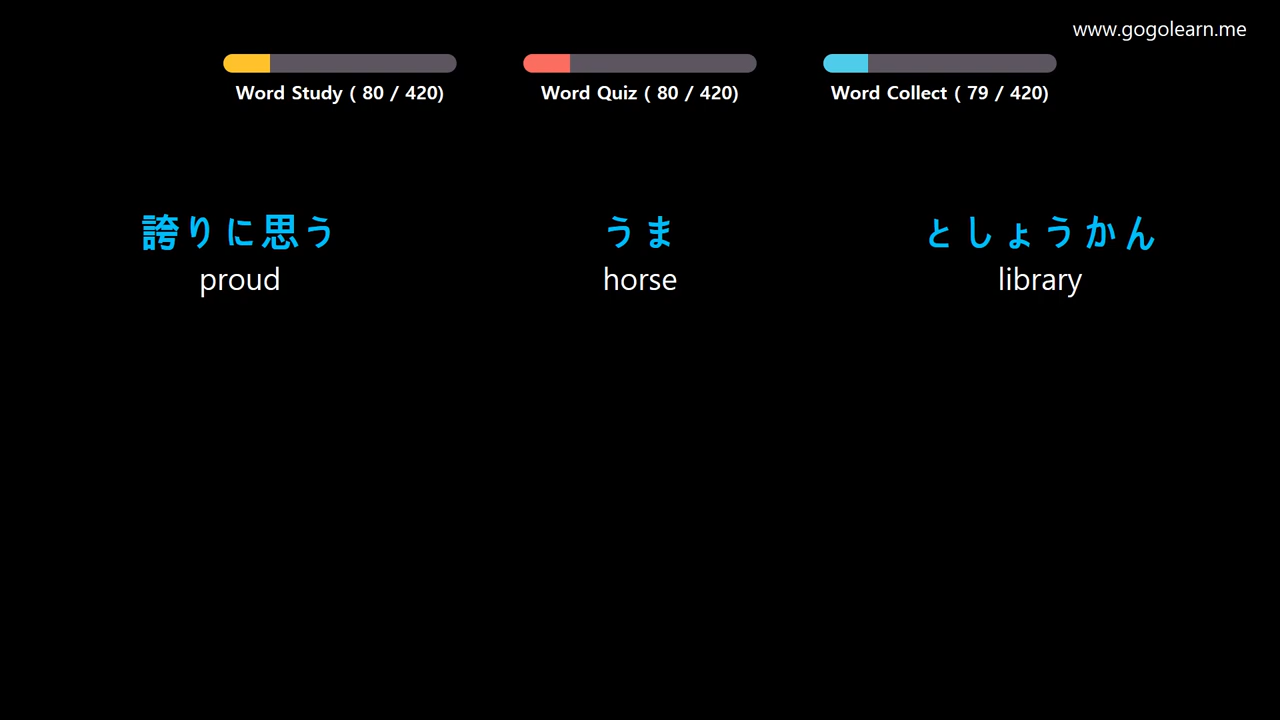 www.gogolearn.me
Word Study ( 80 / 420)
Word Quiz ( 80 / 420)
Word Collect ( 79 / 420)
誇りに思う
proud
うま
horse
としょうかん
library